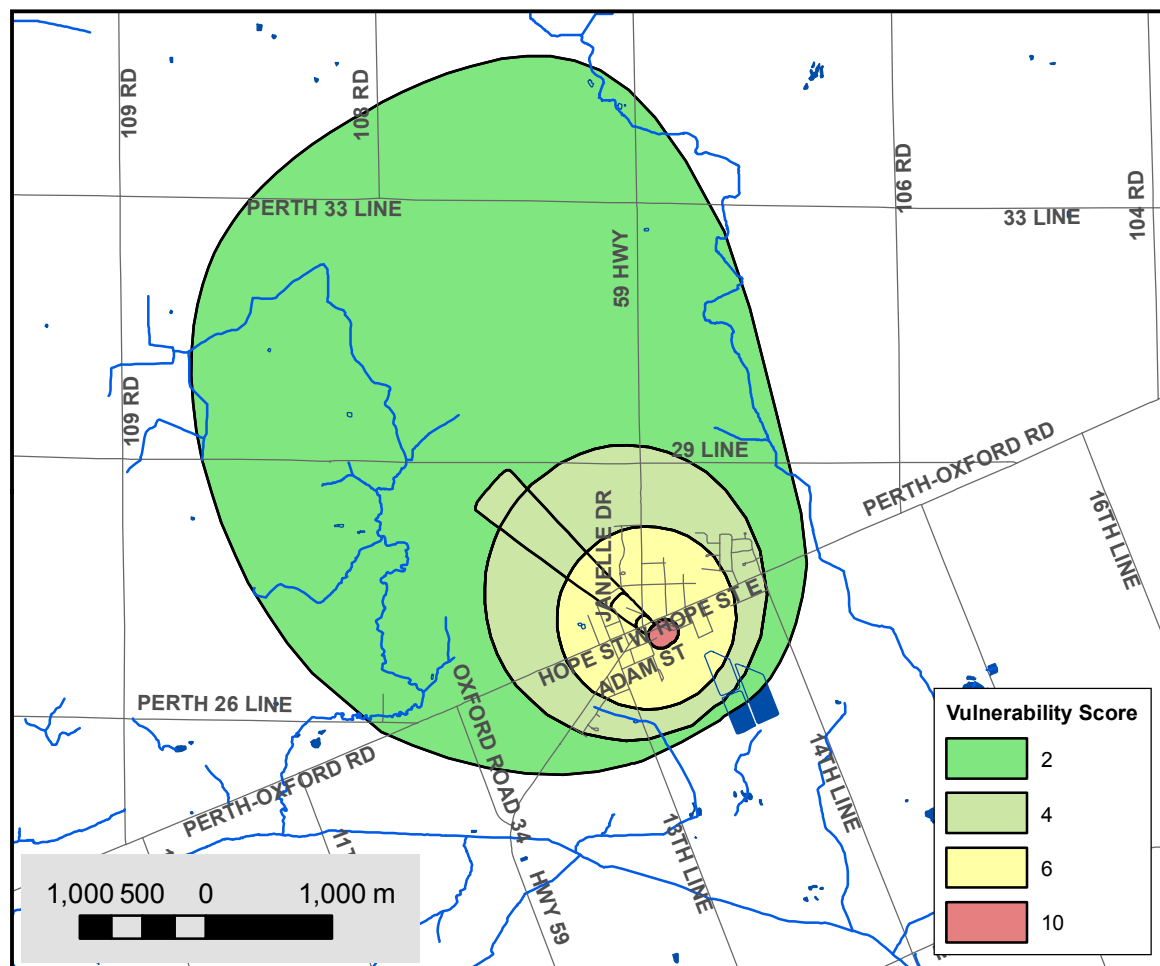 109 RD
108 RD
106 RD
104 RD
PERTH 33 LINE
33 LINE
59 HWY
109 RD
29 LINE
PERTH-OXFORD RD
16TH LINE
JANELLE DR
HOPE ST W
HOPE ST E
ADAM ST
PERTH 26 LINE
OXFORD ROAD 34
PERTH-OXFORD RD
14TH LINE
13TH LINE
HWY 59
Vulnerability Score
2
4
6
10
1,000 500 0 1,000 m